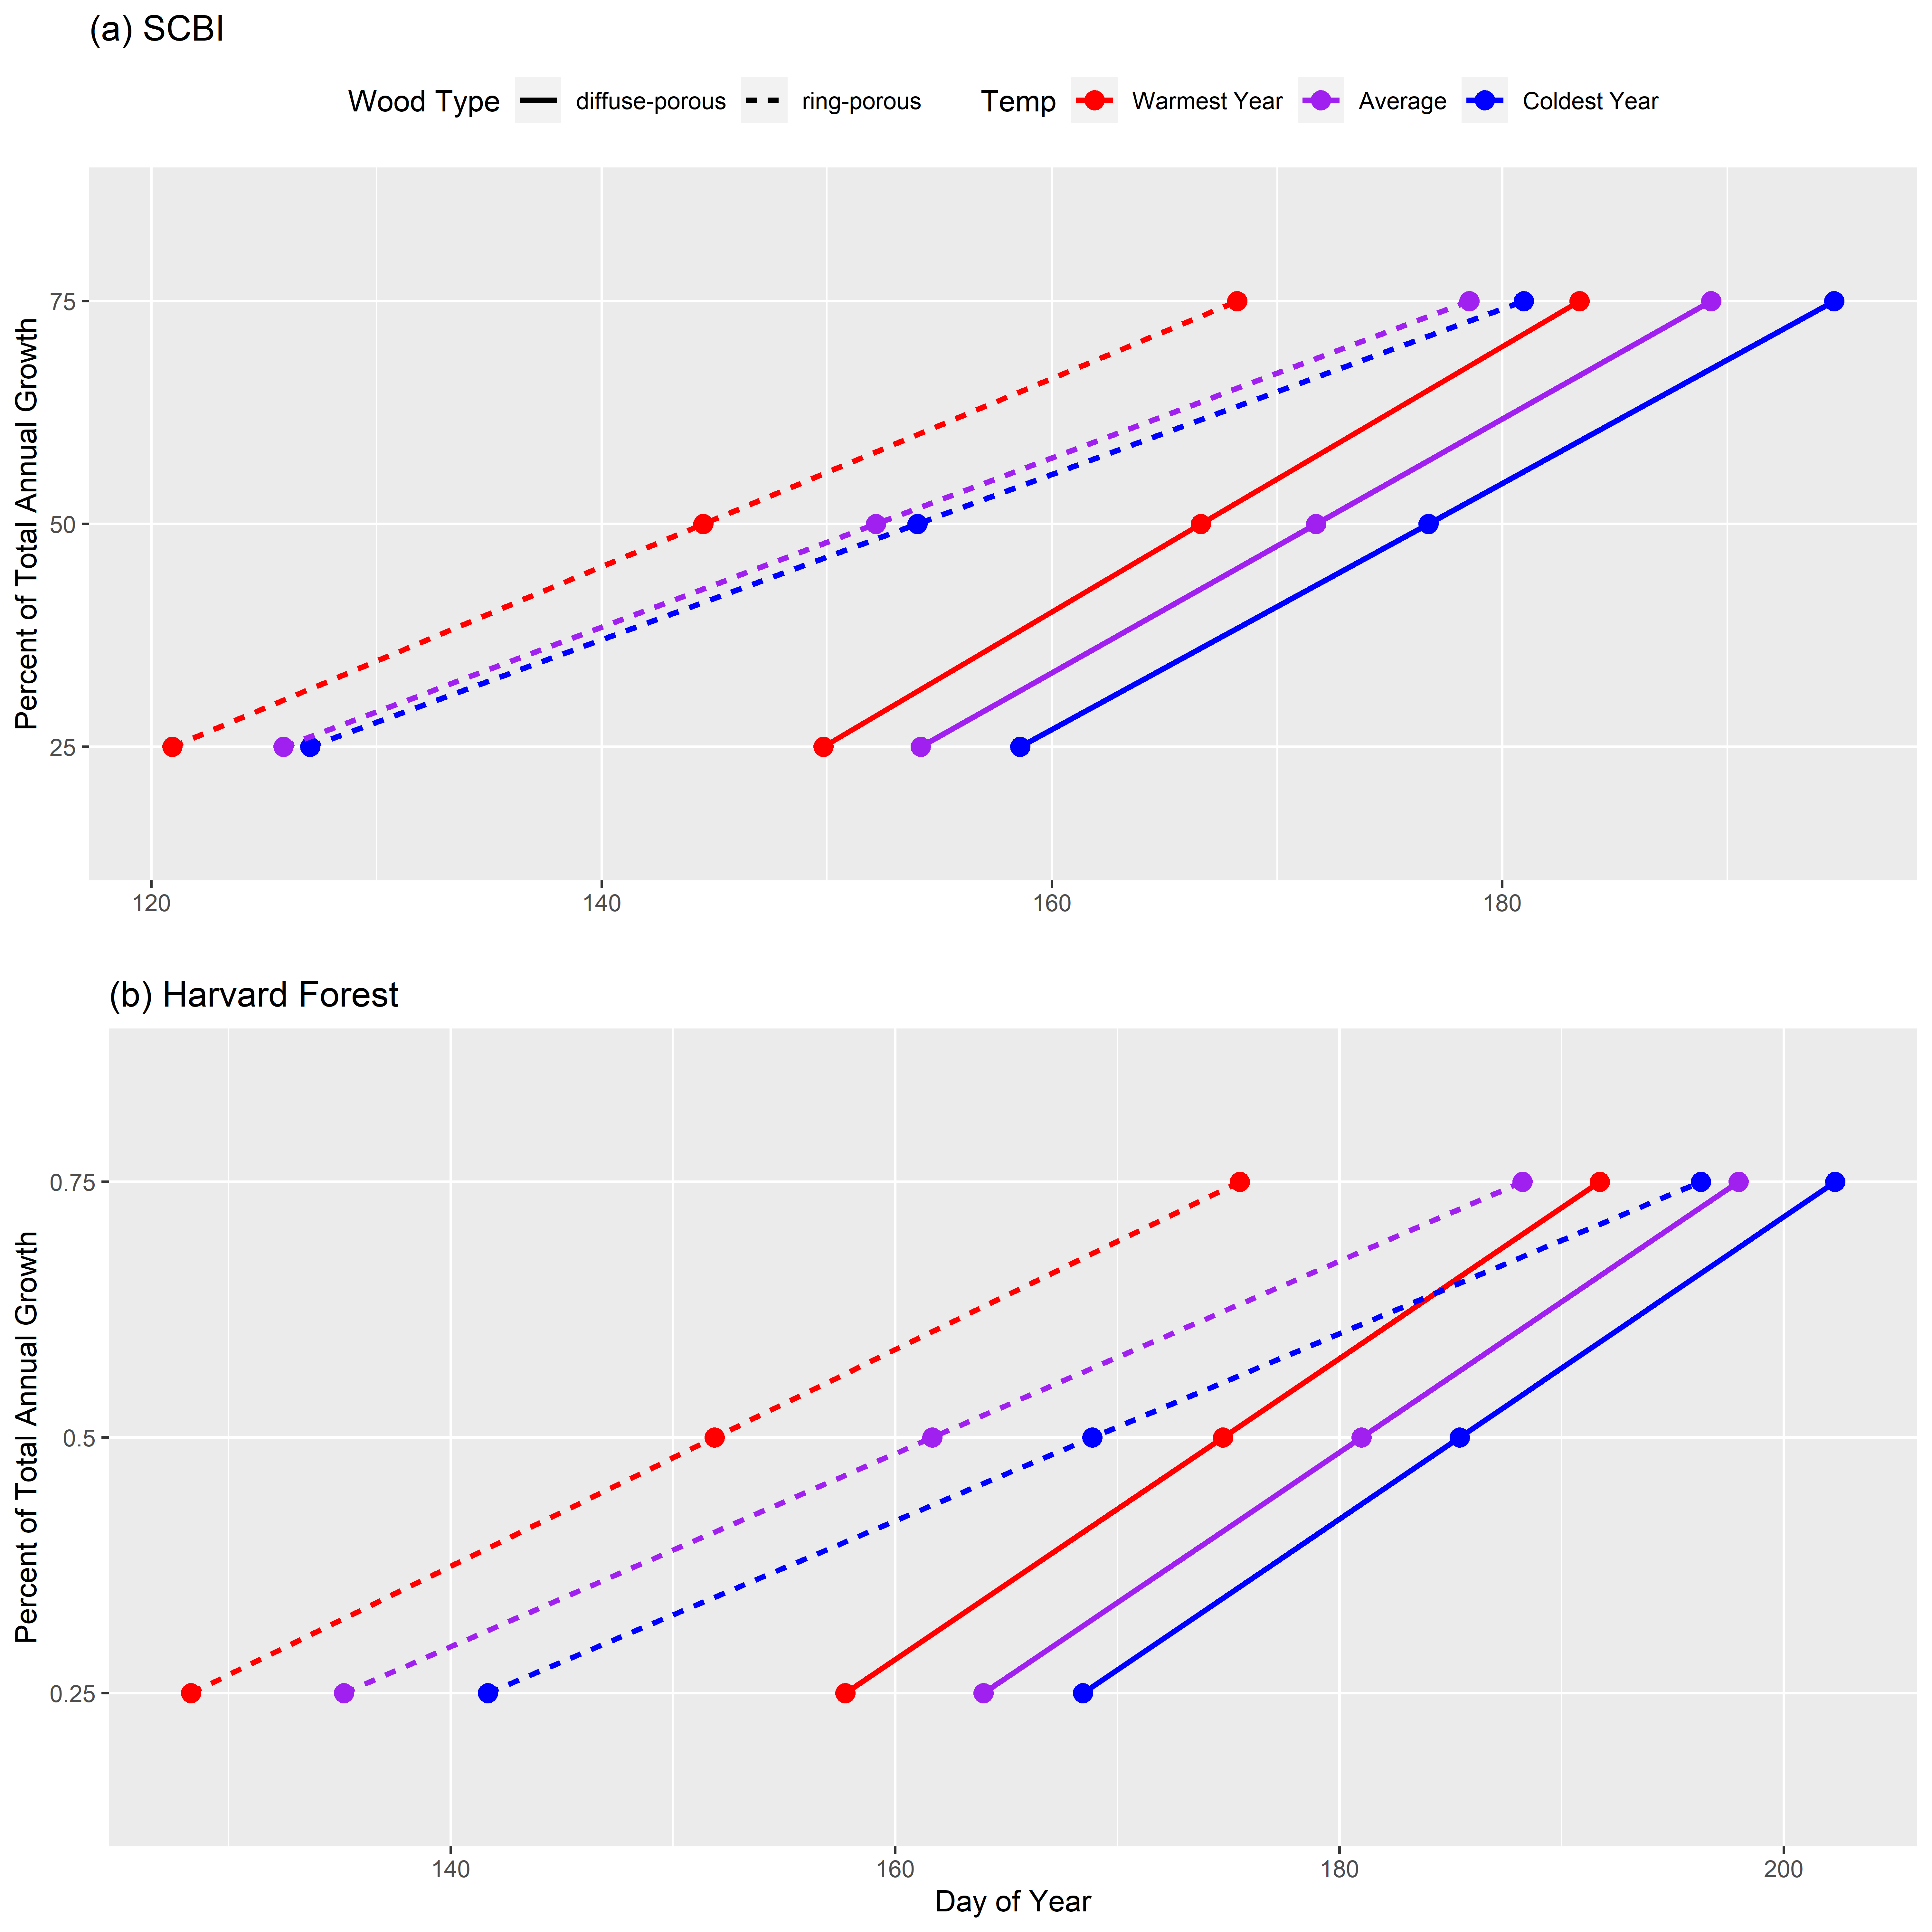 (a) SCBI
Wood Type diffuse-porous ring-porous Temp Warmest Year Average Coldest Year
Percent of Total Annual Growth
75
50
25
120 140 160 180
(b) Harvard Forest
Percent of Total Annual Growth
0.75
0.5
0.25
140 160 180 200
Day of Year